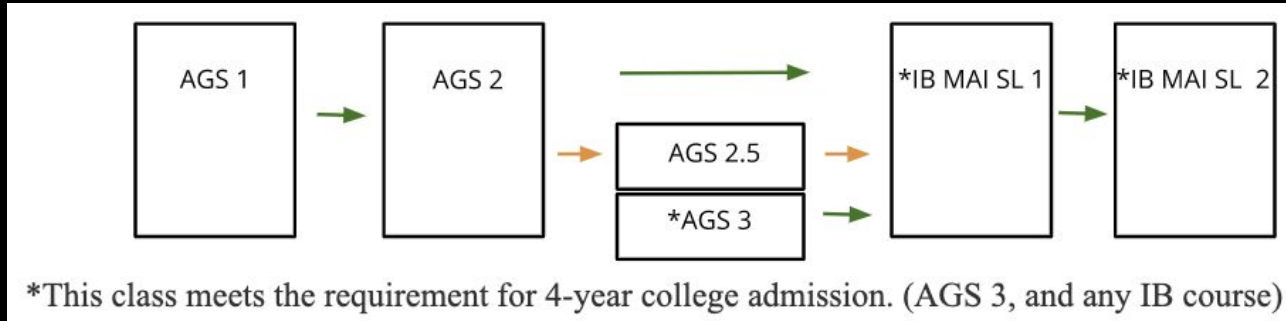 AGS 1
AGS 2
AGS 2.5
*AGS 3
*IB MAI SL 1
*IB MAI SL 2
*This class meets the requirement for 4-year college admission. (AGS 3, and any IB course)